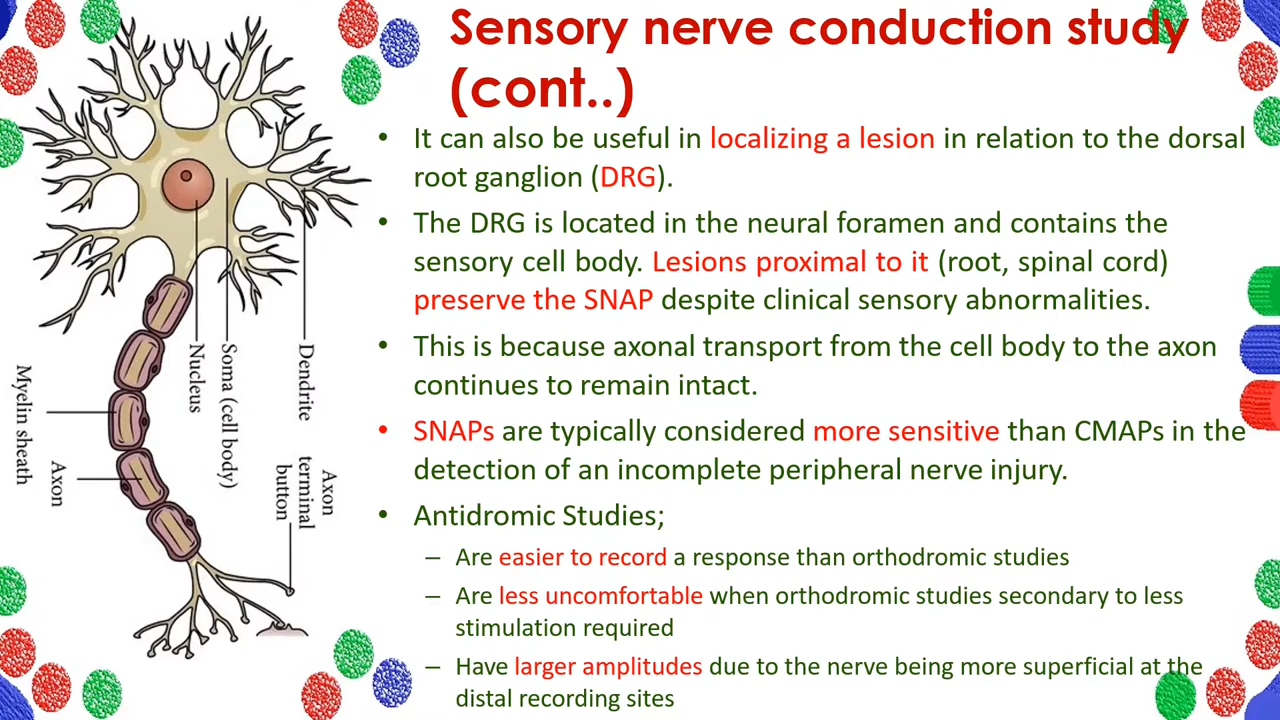 Sensory nerve conduction study
(cont..)
• It can also be useful in localizing a lesion in relation to the dorsal
root ganglion (DRG).
• The DRG is located in the neural foramen and contains the
sensory cell body. Lesions proximal to it (root, spinal cord)
preserve the SNAP despite clinical sensory abnormalities.
• This is because axonal transport from the cell body to the axon
continues to remain intact.
• SNAPs are typically considered more sensitive than CMAPs in the
detection of an incomplete peripheral nerve injury.
• Antidromic Studies;
– Are easier to record a response than orthodromic studies
– Are less uncomfortable when orthodromic studies secondary to less
stimulation required
– Have larger amplitudes due to the nerve being more superficial at the
distal recording sites
Dendrite
Soma (cell body)
Nucleus
Axon
terminal
button
Axon
Myelin sheath